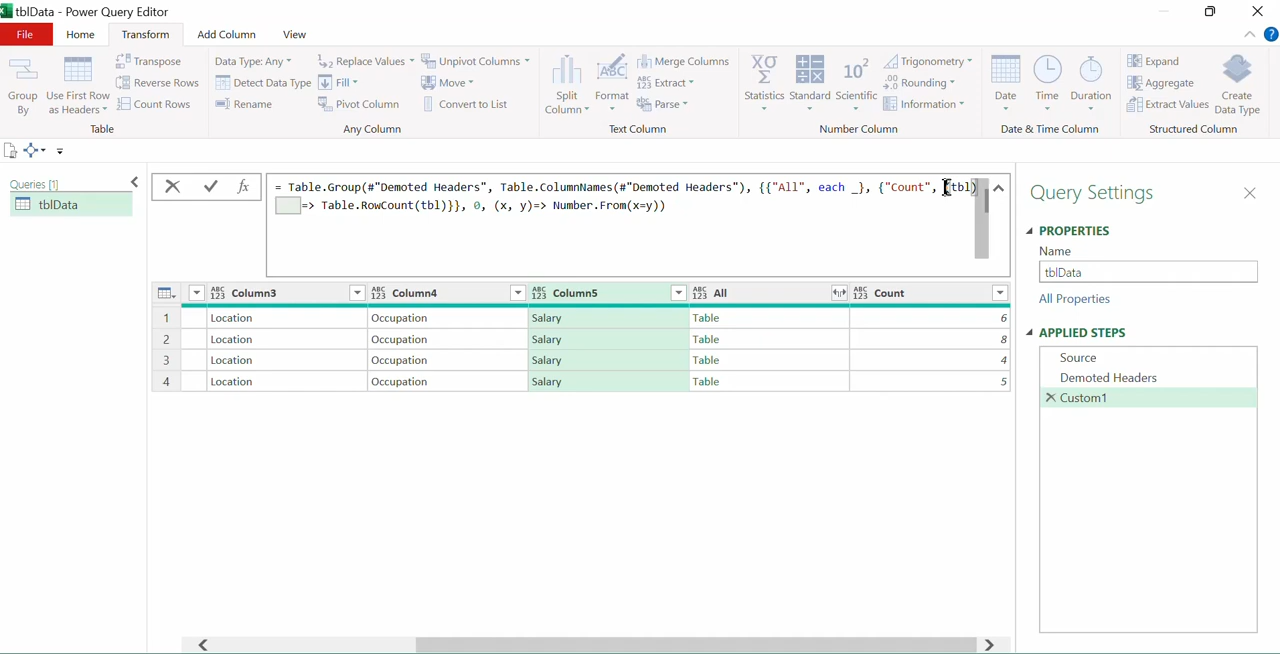 tblData - Power Query Editor
File Home Transform Add Column View
Group By
Use First Row as Headers
Transpose
Reverse Rows
Count Rows
Table
Data Type: Any
Detect Data Type
Rename
Replace Values
Fill
Pivot Column
Unpivot Columns
Move
Convert to List
Any Column
Split Column
Format
Merge Columns
Extract
Parse
Text Column
Statistics
Standard
Scientific
Trigonometry
Rounding
Information
Number Column
Date
Time
Duration
Date & Time Column
Expand
Aggregate
Extract Values
Create Data Type
Structured Column
Queries [1]
tblData
= Table.Group(#"Demoted Headers", Table.ColumnNames(#"Demoted Headers"), {{"All", each _}, {"Count", (tbl)
=> Table.RowCount(tbl)}}, 0, (x, y)=> Number.From(x=y))
Column3 Column4 Column5 All Count
1 Location Occupation Salary Table 6
2 Location Occupation Salary Table 8
3 Location Occupation Salary Table 4
4 Location Occupation Salary Table 5
Query Settings
PROPERTIES
Name
tblData
All Properties
APPLIED STEPS
Source
Demoted Headers
Custom1